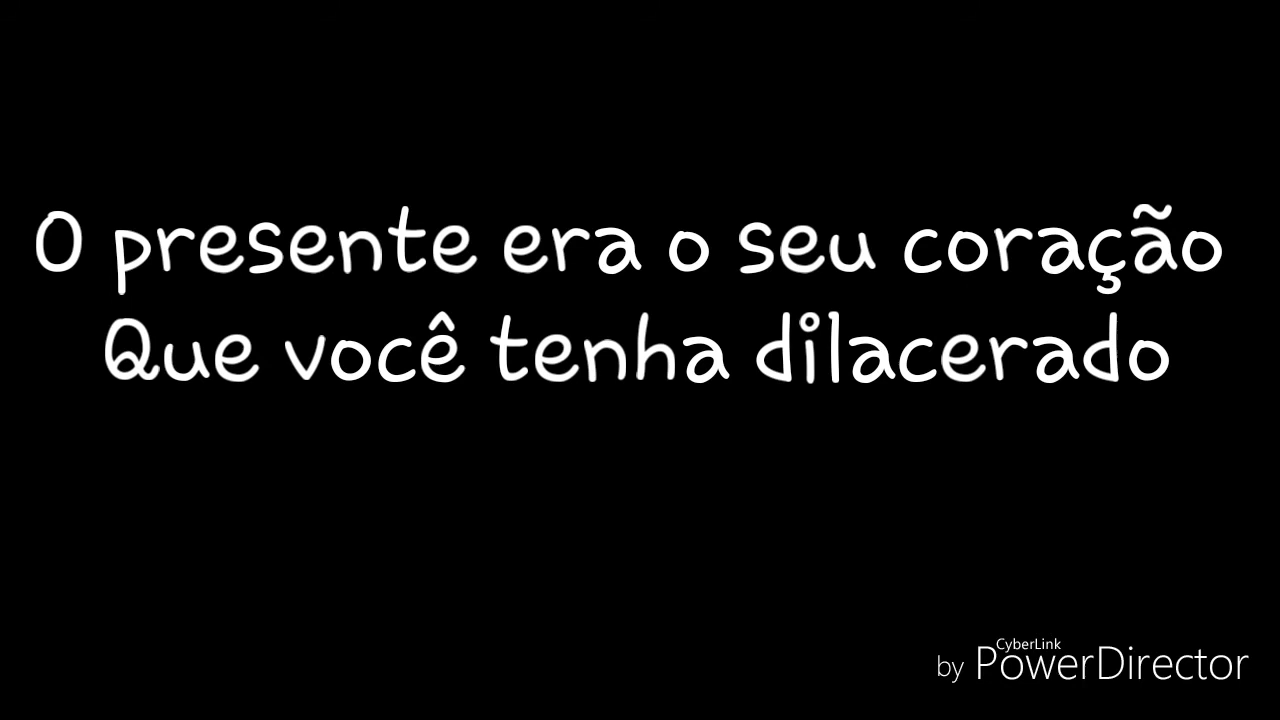 O presente era o seu coração
Que você tenha dilacerado
CyberLink
by PowerDirector